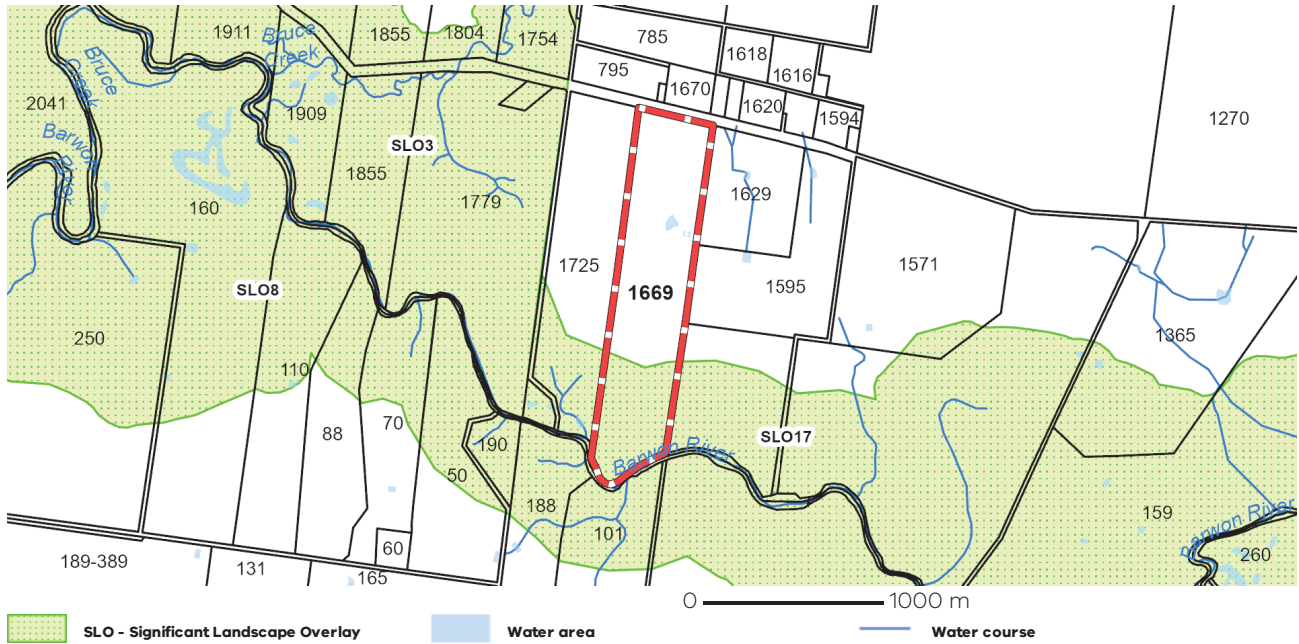 1911
Bruce
Creek
1855
1804
1754
785
1618
1616
795
1670
1620
1594
1270
2041
Bruce
Creek
1909
SLO3
Barwon
River
1855
1779
160
1629
1725
1669
1595
1571
SLO8
250
110
1365
88
70
190
50
SLO17
Barwon River
188
101
159
Barwon River
260
60
189-389
131
165
0
1000 m
SLO - Significant Landscape Overlay
Water area
Water course